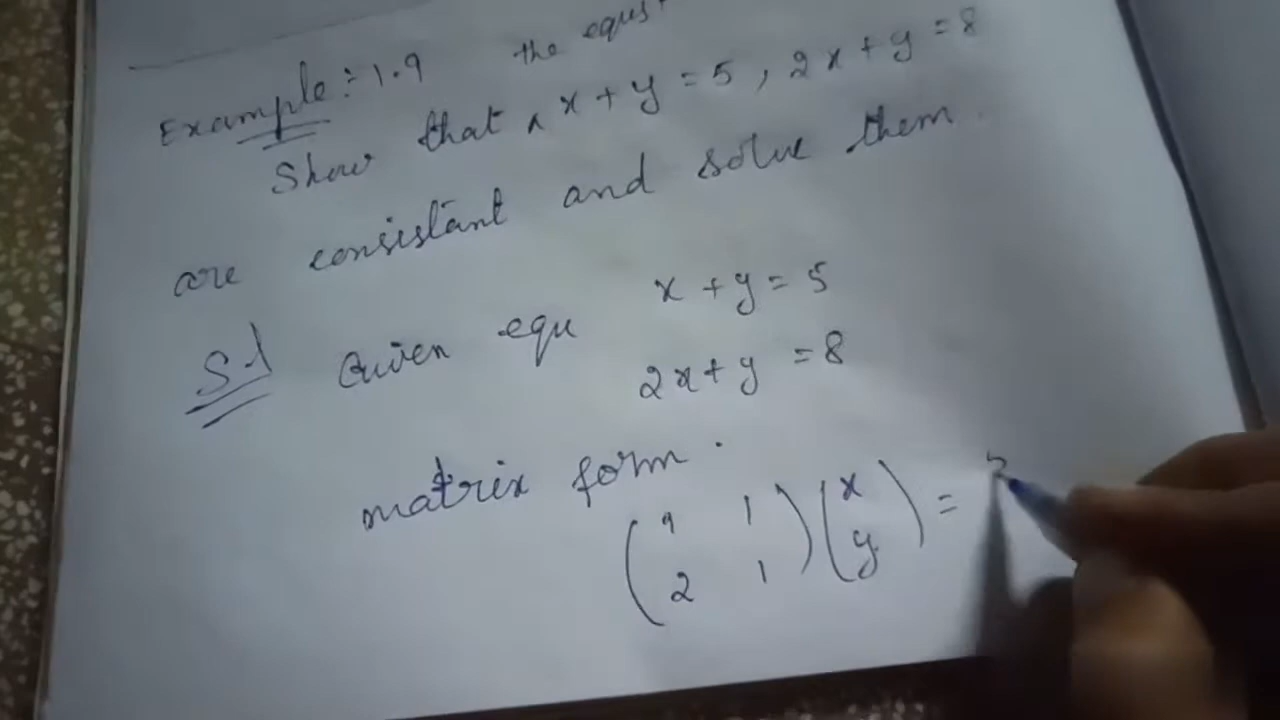 Example :- 1.9 the equs
Show that ^ x + y = 5 , 2x + y = 8
are consistant and solve them.
Sol Given equ x + y = 5
2x + y = 8
matrix form.
( 1 1 ) ( x ) =
( 2 1 ) ( y )